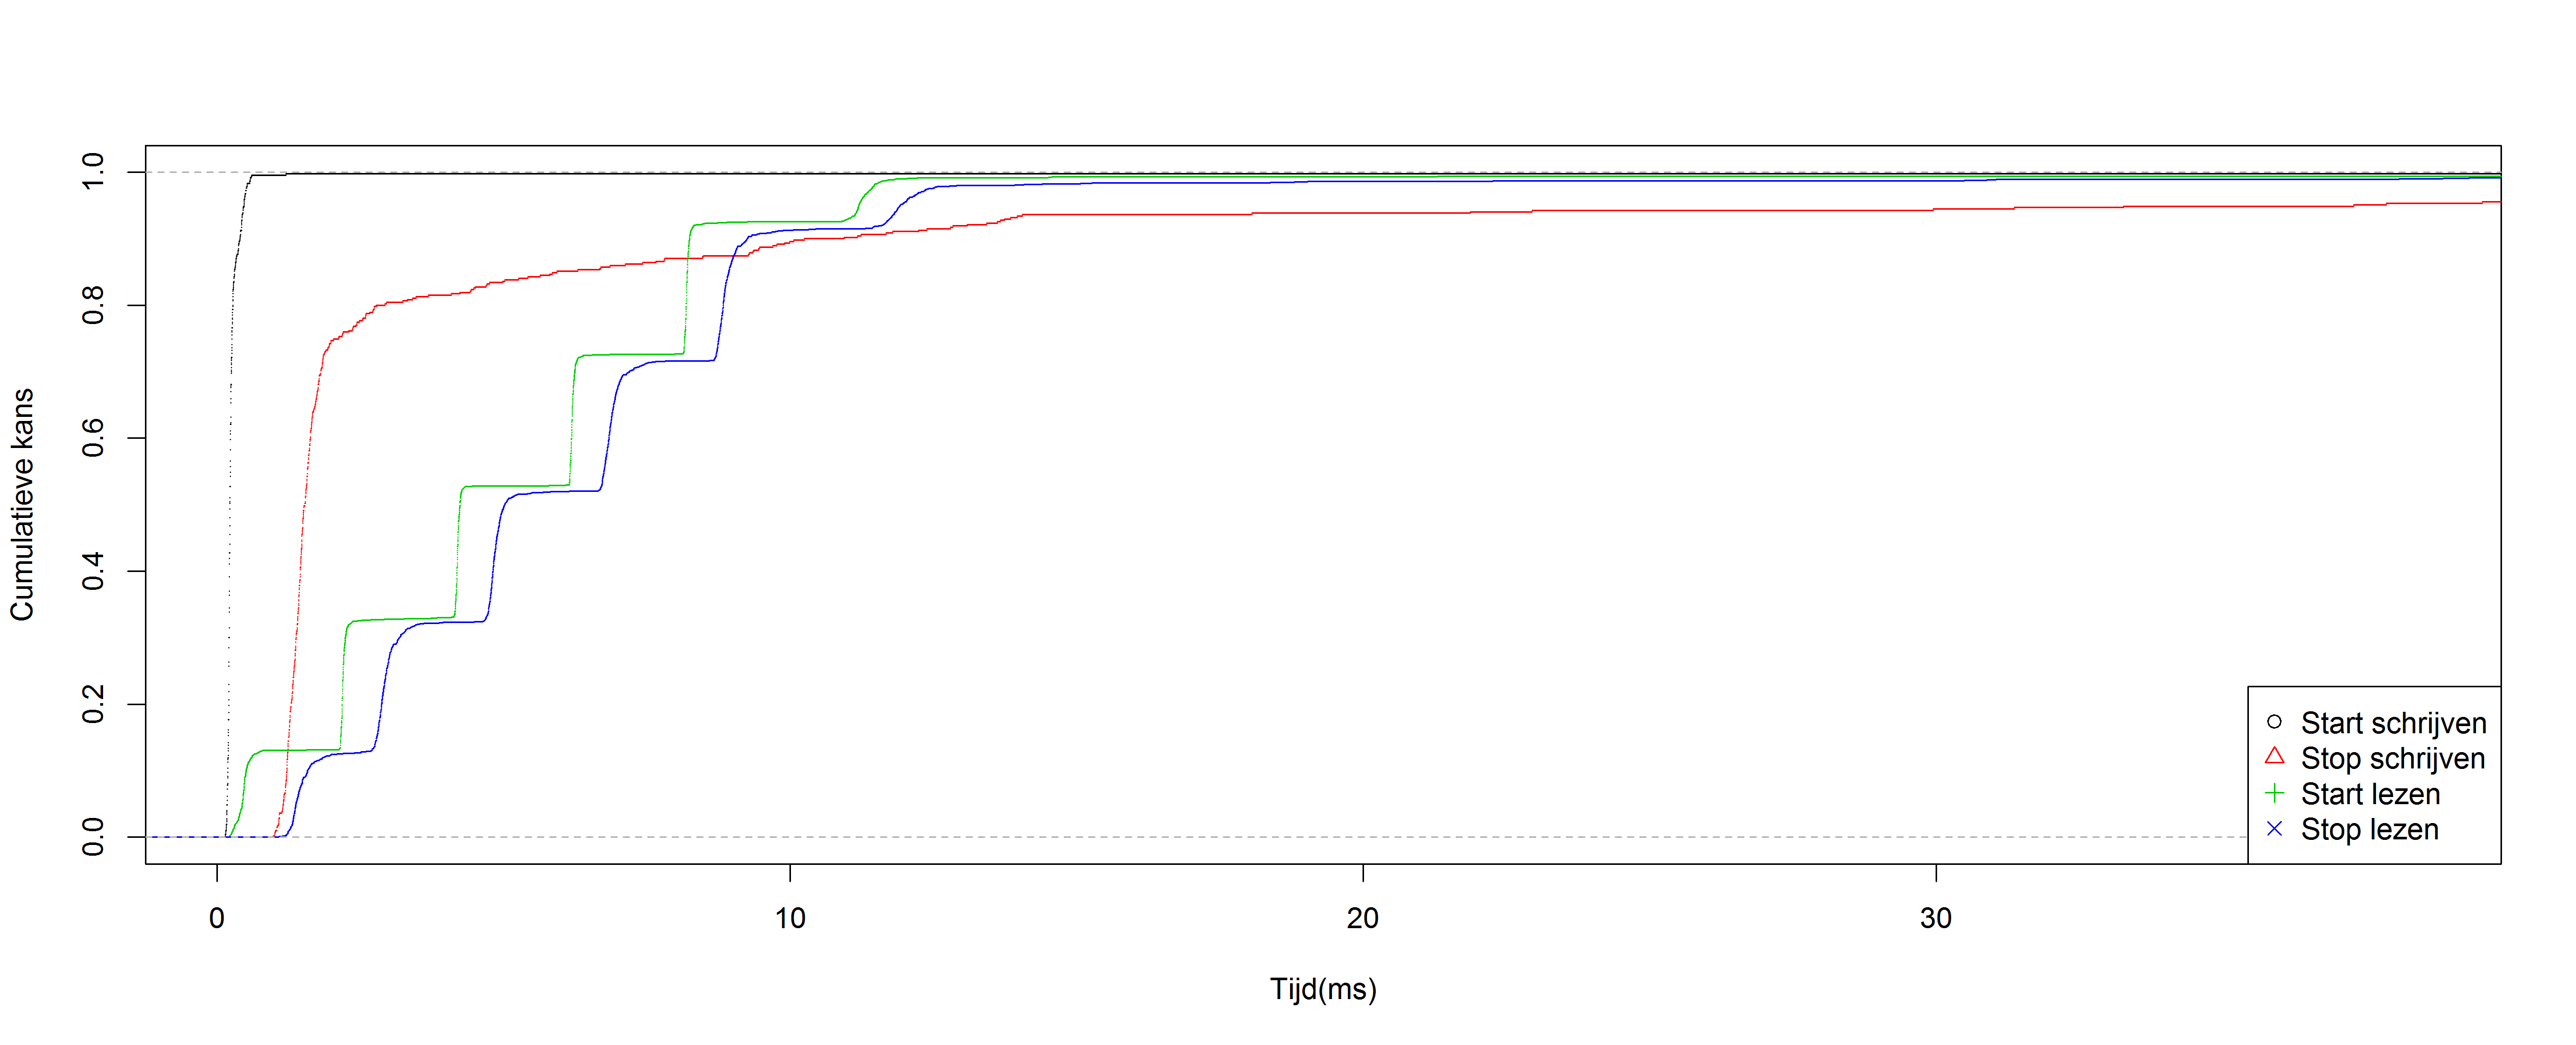 Cumulatieve kans
1.0
0.8
0.6
0.4
0.2
0.0
0
10
20
30
Tijd(ms)
Start schrijven
Stop schrijven
Start lezen
Stop lezen